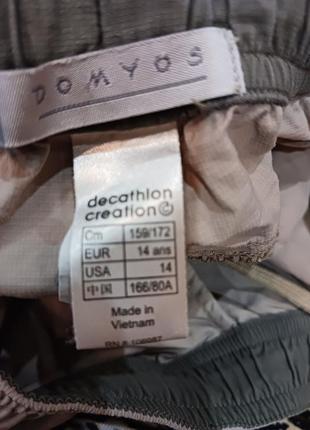 DOMYOS
decathlon
creation©
Cm 159/172
EUR 14 ans
USA 14
中国 166/80A
Made in
Vietnam